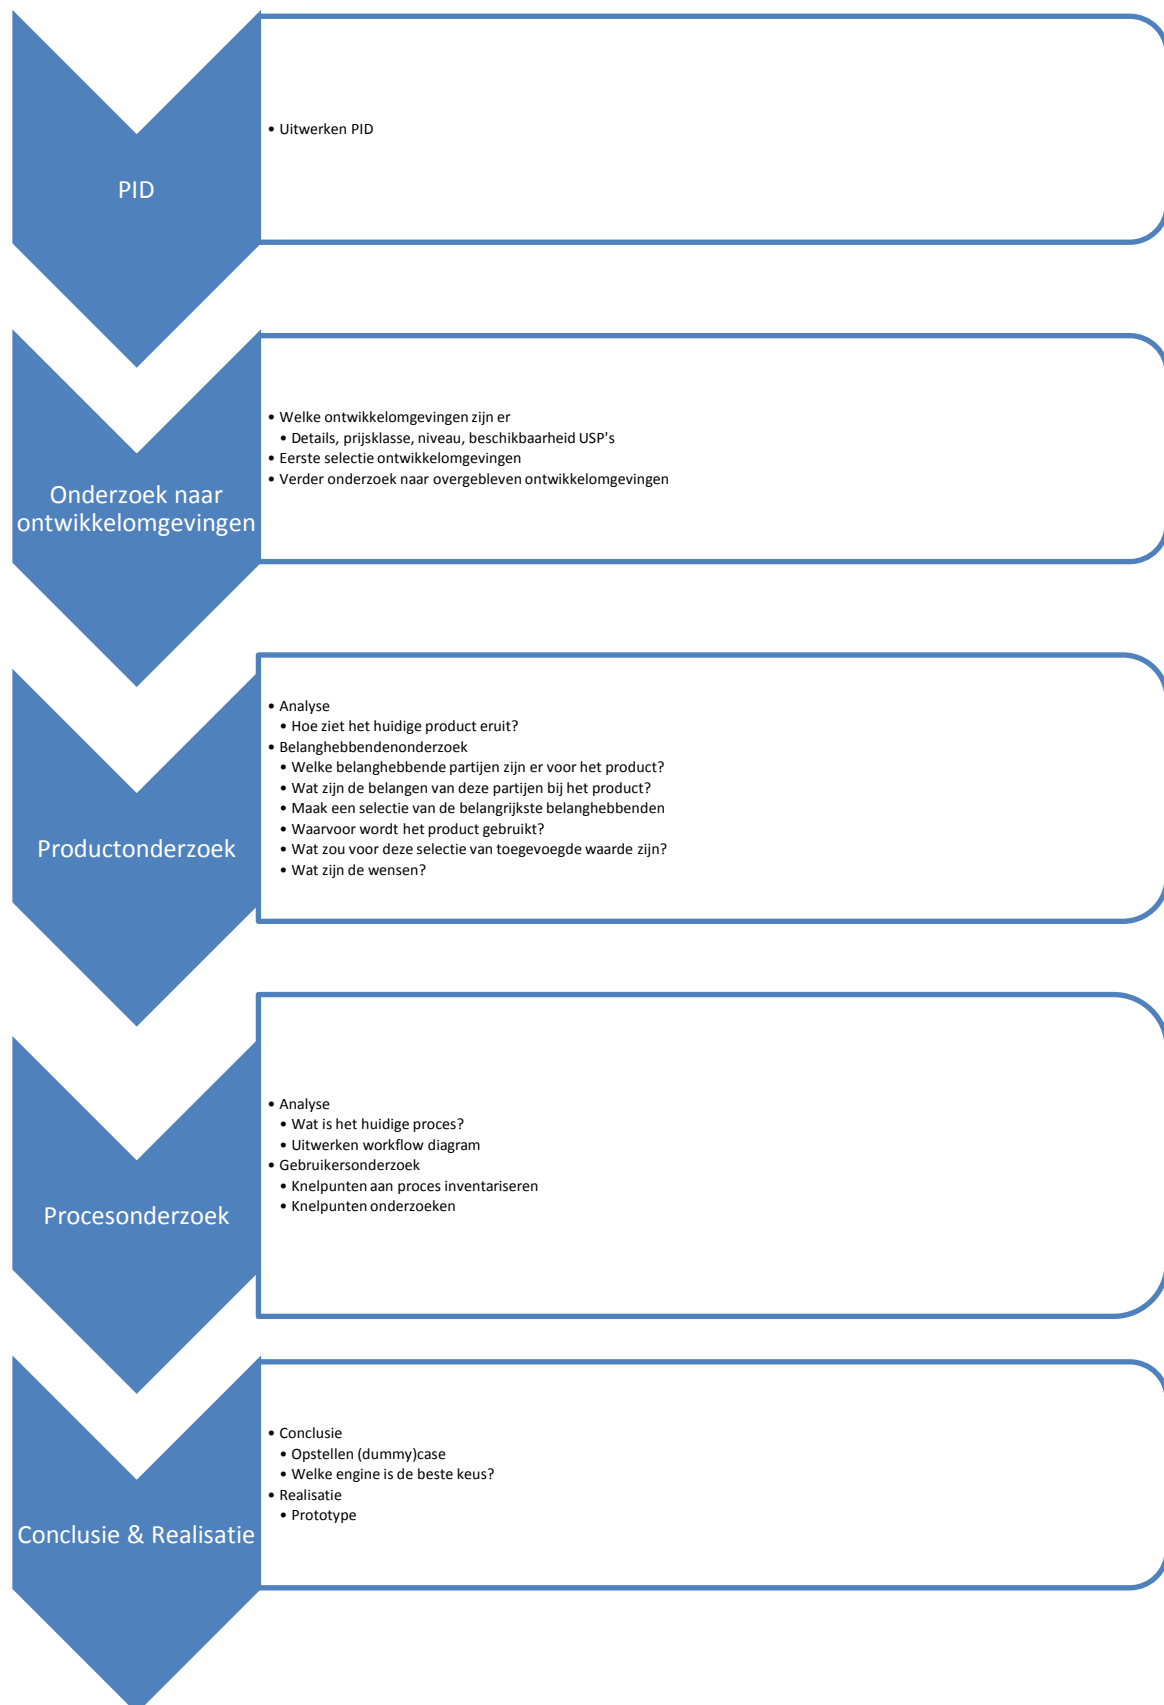 PID
• Uitwerken PID
Onderzoek naar
ontwikkelomgevingen
• Welke ontwikkelomgevingen zijn er
• Details, prijsklasse, niveau, beschikbaarheid USP's
• Eerste selectie ontwikkelomgevingen
• Verder onderzoek naar overgebleven ontwikkelomgevingen
Productonderzoek
• Analyse
• Hoe ziet het huidige product eruit?
• Belanghebbendenonderzoek
• Welke belanghebbende partijen zijn er voor het product?
• Wat zijn de belangen van deze partijen bij het product?
• Maak een selectie van de belangrijkste belanghebbenden
• Waarvoor wordt het product gebruikt?
• Wat zou voor deze selectie van toegevoegde waarde zijn?
• Wat zijn de wensen?
Procesonderzoek
• Analyse
• Wat is het huidige proces?
• Uitwerken workflow diagram
• Gebruikersonderzoek
• Knelpunten aan proces inventariseren
• Knelpunten onderzoeken
Conclusie & Realisatie
• Conclusie
• Opstellen (dummy)case
• Welke engine is de beste keus?
• Realisatie
• Prototype